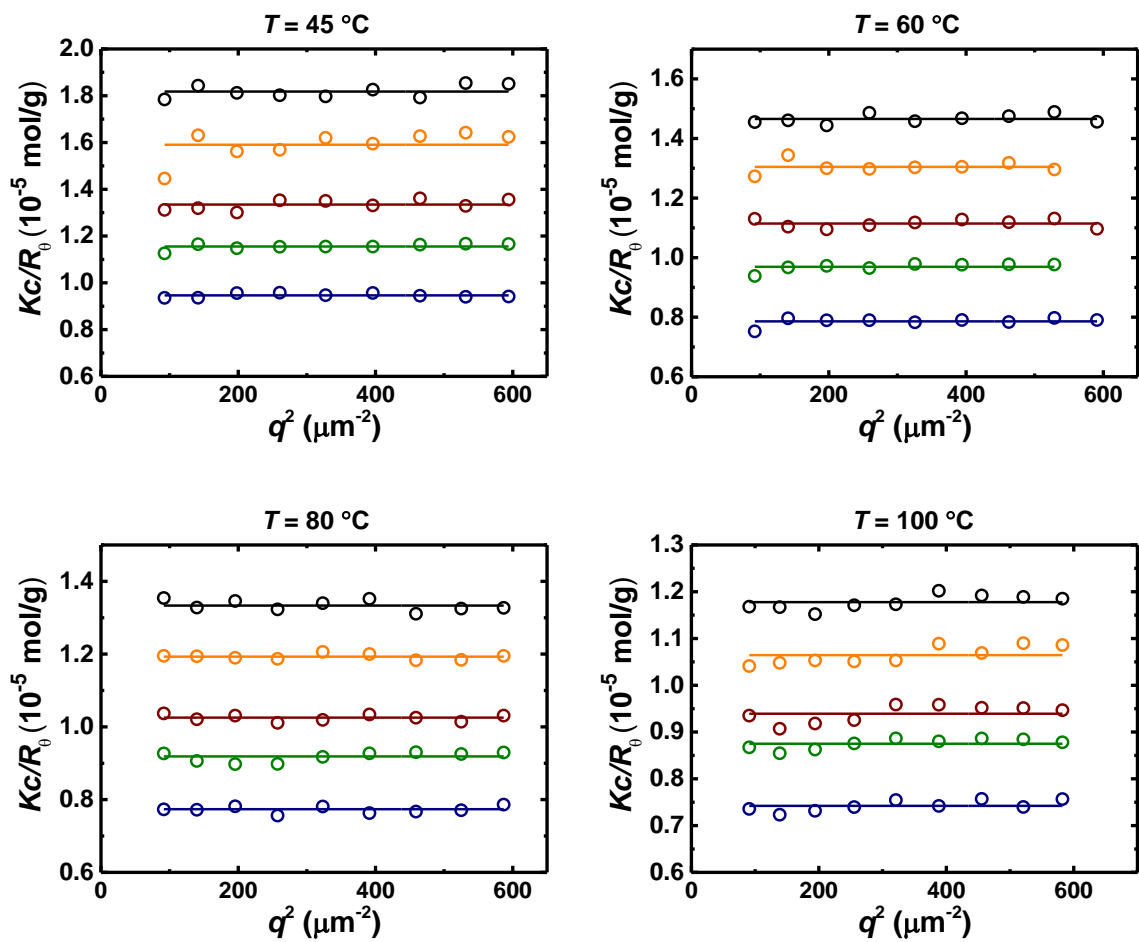 T = 45 °C
2.0
1.8
1.6
1.4
1.2
1.0
0.8
0.6
Kc/Rθ (10-5 mol/g)
0 200 400 600
q2 (μm-2)
T = 60 °C
1.6
1.4
1.2
1.0
0.8
0.6
Kc/Rθ (10-5 mol/g)
0 200 400 600
q2 (μm-2)
T = 80 °C
1.4
1.2
1.0
0.8
0.6
Kc/Rθ (10-5 mol/g)
0 200 400 600
q2 (μm-2)
T = 100 °C
1.3
1.2
1.1
1.0
0.9
0.8
0.7
0.6
Kc/Rθ (10-5 mol/g)
0 200 400 600
q2 (μm-2)